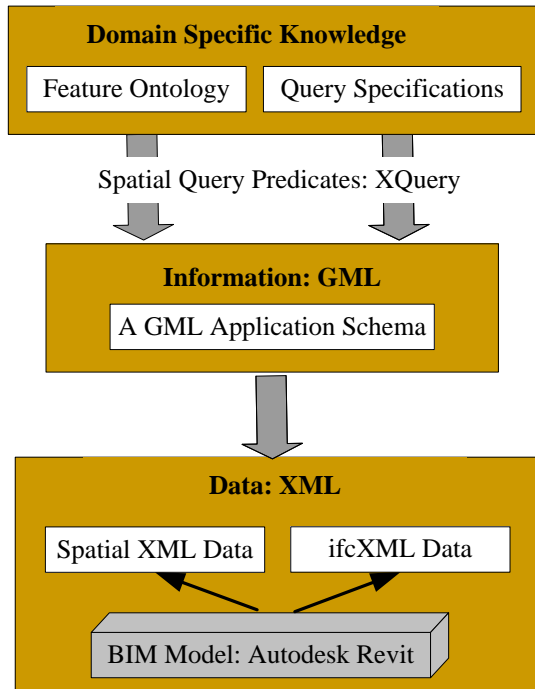 Domain Specific Knowledge
Feature Ontology
Query Specifications
Spatial Query Predicates: XQuery
Information: GML
A GML Application Schema
Data: XML
Spatial XML Data
ifcXML Data
BIM Model: Autodesk Revit